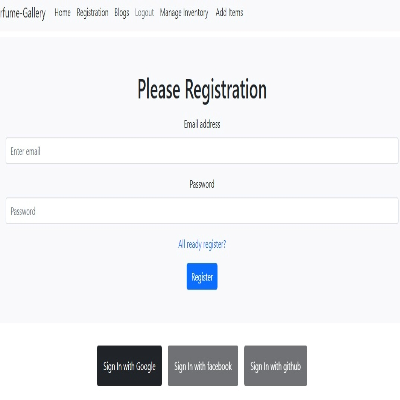 rfume-Gallery Home Registration Blogs Logout Manage Inventory Add Items
Please Registration
Email address
Enter email
Password
Password
All ready register?
Register
Sign In with Google Sign In with facebook Sign In with github